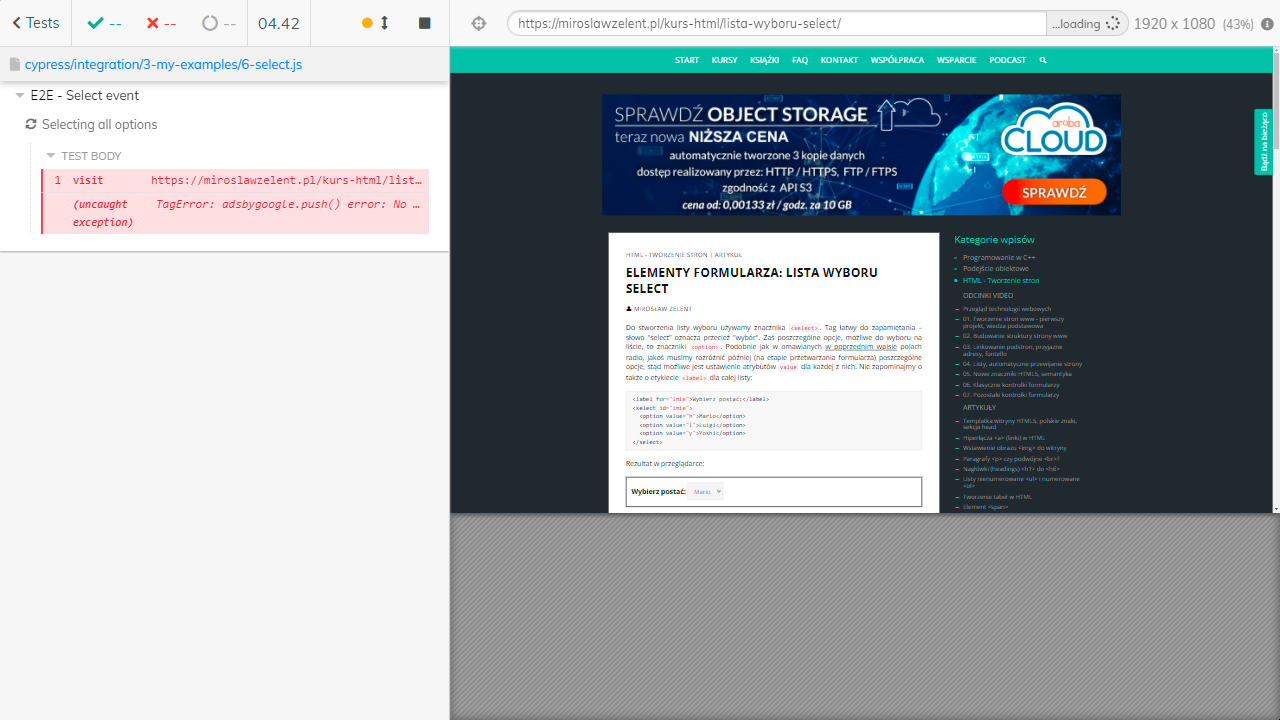 Tests
--
--
--
04.42
https://miroslawzelent.pl/kurs-html/lista-wyboru-select/
...loading
1920 x 1080 (43%)
cypress/integration/3-my-examples/6-select.js
E2E - Select event
Selecting all options
TEST BODY
1 visit https://miroslawzelent.pl/kurs-html/list…
(uncaught exception) TagError: adsbygoogle.push() error: No …
START KURSY KSIĄŻKI FAQ KONTAKT WSPÓŁPRACA WSPARCIE PODCAST
SPRAWDŹ OBJECT STORAGE
teraz nowa NIŻSZA CENA
automatycznie tworzone 3 kopie danych
dostęp realizowany przez: HTTP / HTTPS, FTP / FTPS
zgodność z API S3
cena od: 0,00133 zł / godz. za 10 GB
aruba
CLOUD
SPRAWDŹ
Bądź na bieżąco
HTML - TWORZENIE STRON | ARTYKUŁ
ELEMENTY FORMULARZA: LISTA WYBORU
SELECT
MIROSŁAW ZELENT
Do stworzenia listy wyboru używamy znacznika <select>. Tag łatwy do zapamiętania -
słowo "select" oznacza przecież "wybór". Zaś poszczególne opcje, możliwe do wyboru na
liście, to znaczniki <option>. Podobnie jak w omawianych w poprzednim wpisie polach
radio, jakoś musimy rozróżnić później (na etapie przetwarzania formularza) poszczególne
opcje, stąd możliwe jest ustawienie atrybutów value dla każdej z nich. Nie zapominajmy o
także o etykiecie <label> dla całej listy:
<label for="imie">Wybierz postać:</label>
<select id="imie">
<option value="m">Mario</option>
<option value="l">Luigi</option>
<option value="y">Yoshi</option>
</select>
Rezultat w przeglądarce:
Wybierz postać: Mario
Kategorie wpisów
Programowanie w C++
Podejście obiektowe
HTML - Tworzenie stron
ODCINKI VIDEO
Przegląd technologii webowych
01. Tworzenie stron www - pierwszy
projekt, wiedza podstawowa
02. Budowanie struktury strony www
03. Linkowanie podstron, przyjazne
adresy, fontello
04. Listy, automatyczne przewijanie strony
05. Nowe znaczniki HTML5, semantyka
06. Klasyczne kontrolki formularzy
07. Pozostałe kontrolki formularzy
ARTYKUŁY
Templatka witryny HTML5, polskie znaki,
sekcja head
Hiperłącza <a> (linki) w HTML
Wstawienie obrazu <img> do witryny
Paragrafy <p> czy podwójne <br>?
Nagłówki (headings) <h1> do <h6>
Listy nienumerowane <ul> i numerowane
<ol>
Tworzenie tabel w HTML
Element <span>